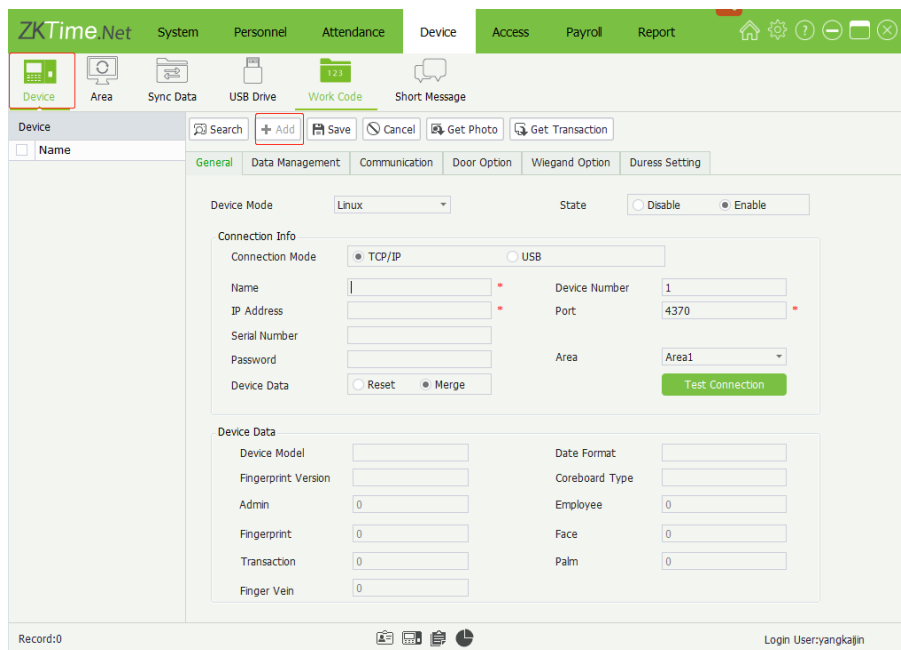 ZKTime.Net System Personnel Attendance Device Access Payroll Report
123
Device Area Sync Data USB Drive Work Code Short Message
Device
Name
Search + Add Save Cancel Get Photo Get Transaction
General Data Management Communication Door Option Wiegand Option Duress Setting
Device Mode Linux State Disable Enable
Connection Info
Connection Mode TCP/IP USB
Name * Device Number 1
IP Address * Port 4370 *
Serial Number
Password Area Area1
Device Data Reset Merge Test Connection
Device Data
Device Model Date Format
Fingerprint Version Coreboard Type
Admin 0 Employee 0
Fingerprint 0 Face 0
Transaction 0 Palm 0
Finger Vein 0
Record:0 Login User:yangkaijin